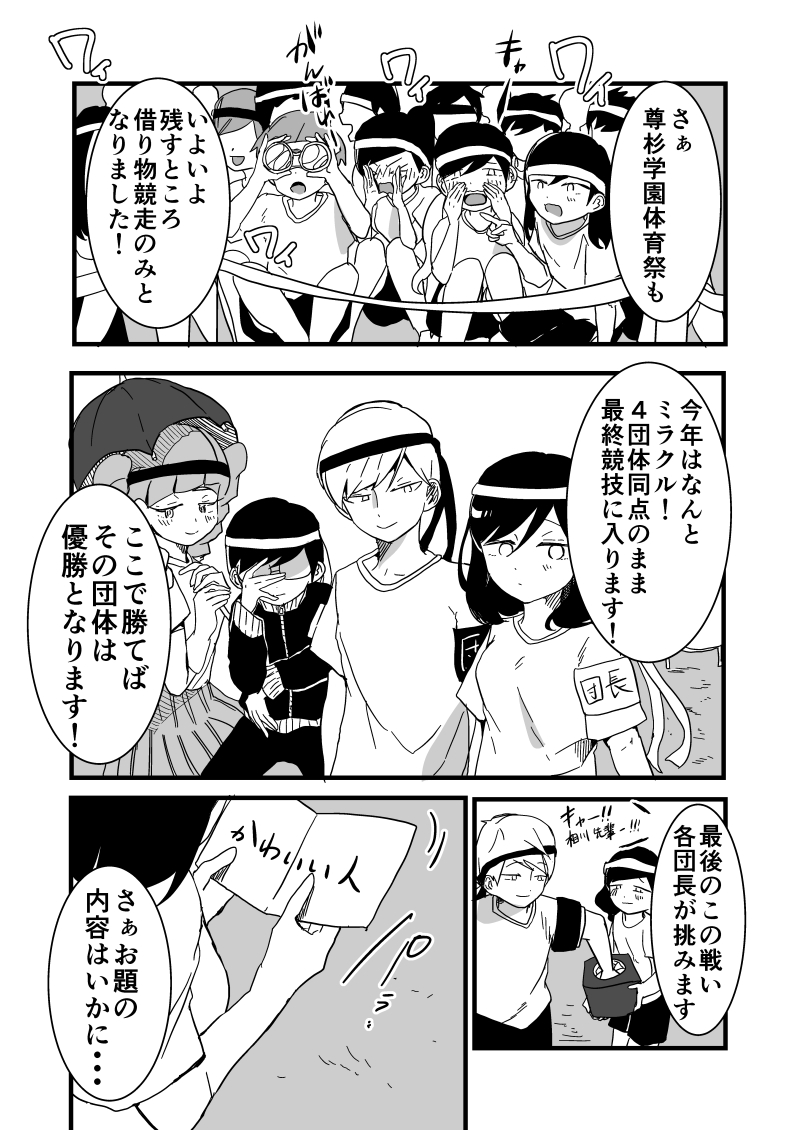 ワイ
キャー
がんばれー
ワイ
ワイ
ワイ
さぁ
尊杉学園体育祭も
いよいよ
残すところ
借り物競走のみと
なりました！
今年はなんと
ミラクル！
４団体同点のまま
最終競技に入ります！
ここで勝てば
その団体は
優勝となります！
団長
最後のこの戦い
各団長が挑みます
キャー!!
相川先輩ー!!!
かわいい人
さぁお題の
内容はいかに・・・